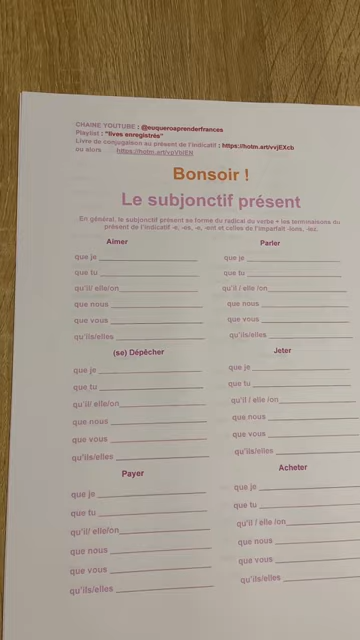 CHAINE YOUTUBE : @euqueroaprenderfrances
Playlist : "lives enregistrés"
Livre de conjugation au présent de l'indicatif : https://hotm.art/vvjEXcb
ou alors https://hotm.art/
Bonsoir !
Le subjonctif présent
En général, le subjonctif présent se forme du radical du verbe + les terminaisons du
présent de l'indicatif -e, -es, -e, -ent et celles de l'imparfait -ions, -iez.
Aimer
que je
que tu
qu'il/ elle/on
que nous
que vous
qu'ils/elles
Parler
que je
que tu
qu'il / elle /on
que nous
que vous
qu'ils/elles
(se) Dépêcher
que je
que tu
qu'il/ elle/on
que nous
que vous
qu'ils/elles
Jeter
que je
que tu
qu'il / elle /on
que nous
que vous
qu'ils/elles
Payer
que je
que tu
qu'il/ elle/on
que nous
que vous
qu'ils/elles
Acheter
que je
que tu
qu'il / elle /on
que nous
que vous
qu'ils/elles